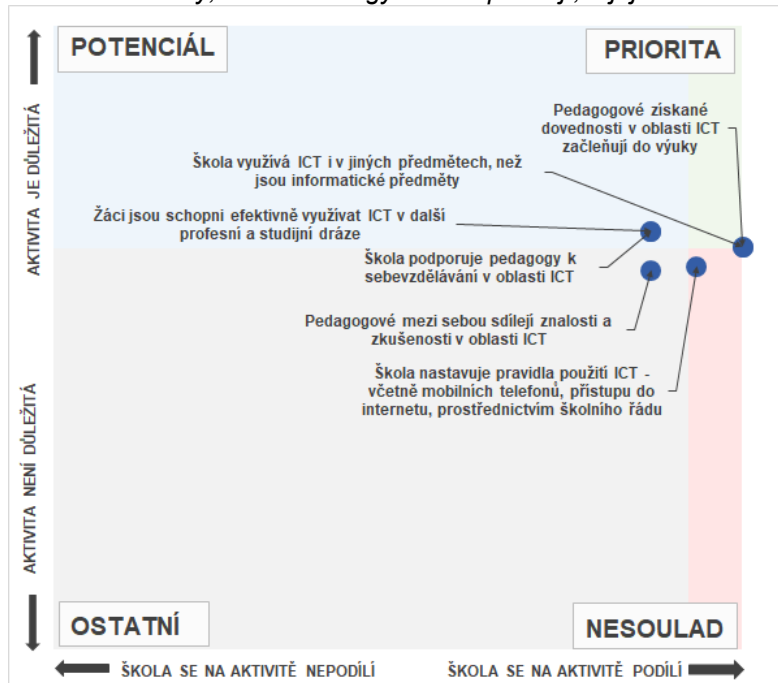 POTENCIÁL
PRIORITA
Pedagogové získané
dovednosti v oblasti ICT
začleňují do výuky
Škola využívá ICT i v jiných předmětech, než
jsou informatické předměty
Žáci jsou schopni efektivně využívat ICT v další
profesní a studijní dráze
Škola podporuje pedagogy k
sebevzdělávání v oblasti ICT
Pedagogové mezi sebou sdílejí znalosti a
zkušenosti v oblasti ICT
Škola nastavuje pravidla použití ICT -
včetně mobilních telefonů, přístupu do
internetu, prostřednictvím školního řádu
AKTIVITA JE DŮLEŽITÁ
AKTIVITA NENÍ DŮLEŽITÁ
OSTATNÍ
NESOULAD
ŠKOLA SE NA AKTIVITĚ NEPODÍLÍ
ŠKOLA SE NA AKTIVITĚ PODÍLÍ